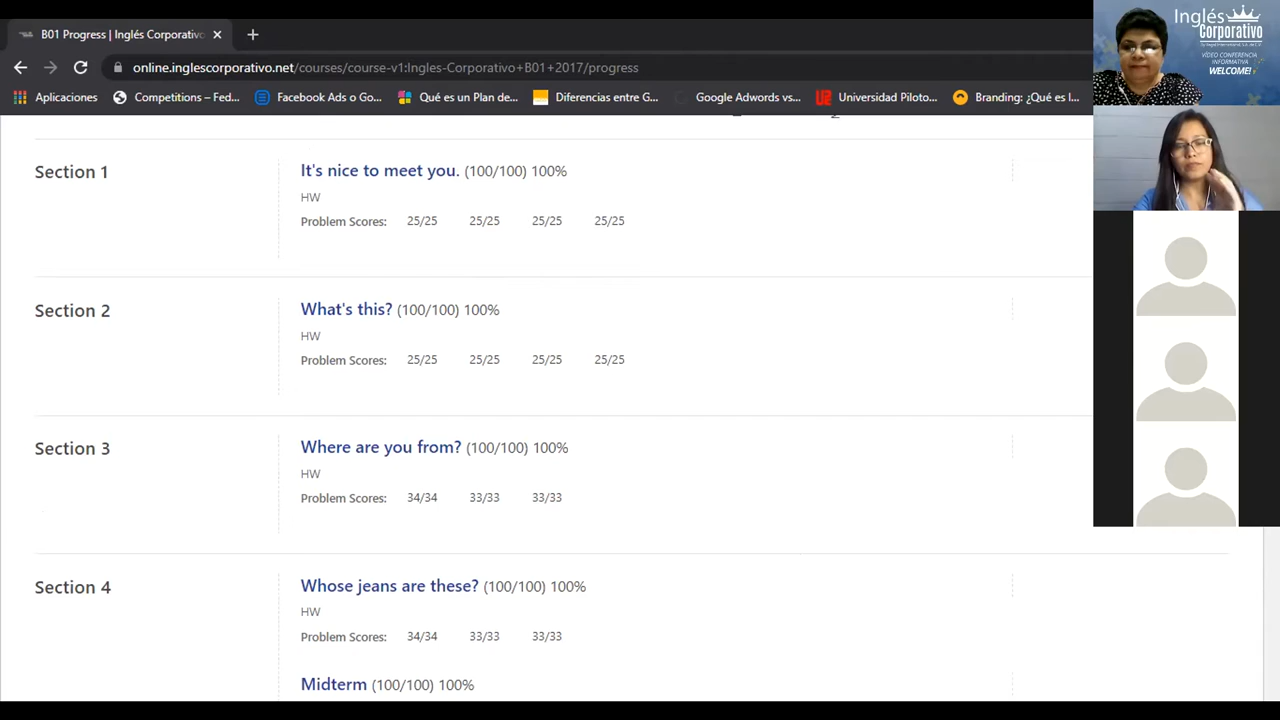 B01 Progress | Inglés Corporativo
online.inglescorporativo.net/courses/course-v1:Ingles-Corporativo 2017/progress
Aplicaciones Competitions – Fed... Facebook Ads o Go... Qué es un Plan de... Diferencias entre G... Google Adwords vs... Universidad Piloto... Branding: ¿Qué es l...
Inglés
Corporativo
VÍDEO CONFERENCIA
INFORMATIVA
WELCOME!
Section 1
It's nice to meet you. (100/100) 100%
HW
Problem Scores: 25/25 25/25 25/25 25/25
Section 2
What's this? (100/100) 100%
HW
Problem Scores: 25/25 25/25 25/25 25/25
Section 3
Where are you from? (100/100) 100%
HW
Problem Scores: 34/34 33/33 33/33
Section 4
Whose jeans are these? (100/100) 100%
HW
Problem Scores: 34/34 33/33 33/33
Midterm (100/100) 100%